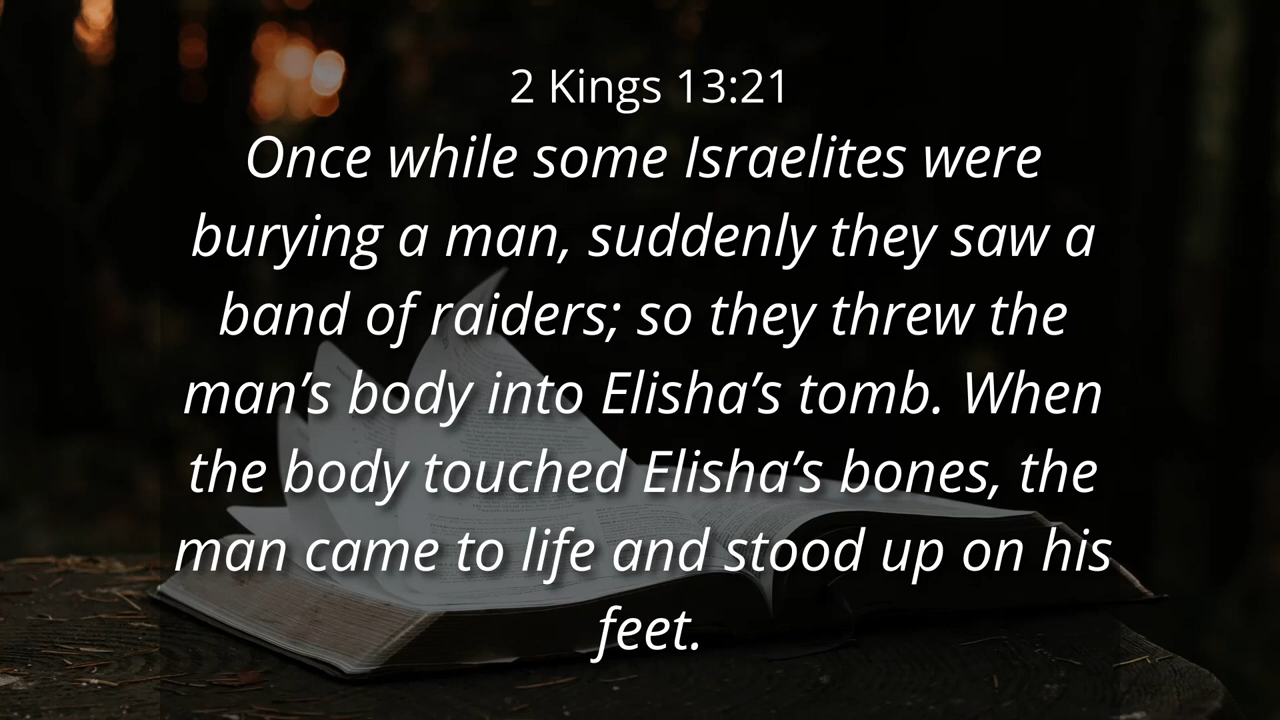 2 Kings 13:21
Once while some Israelites were
burying a man, suddenly they saw a
band of raiders; so they threw the
man’s body into Elisha’s tomb. When
the body touched Elisha’s bones, the
man came to life and stood up on his
feet.